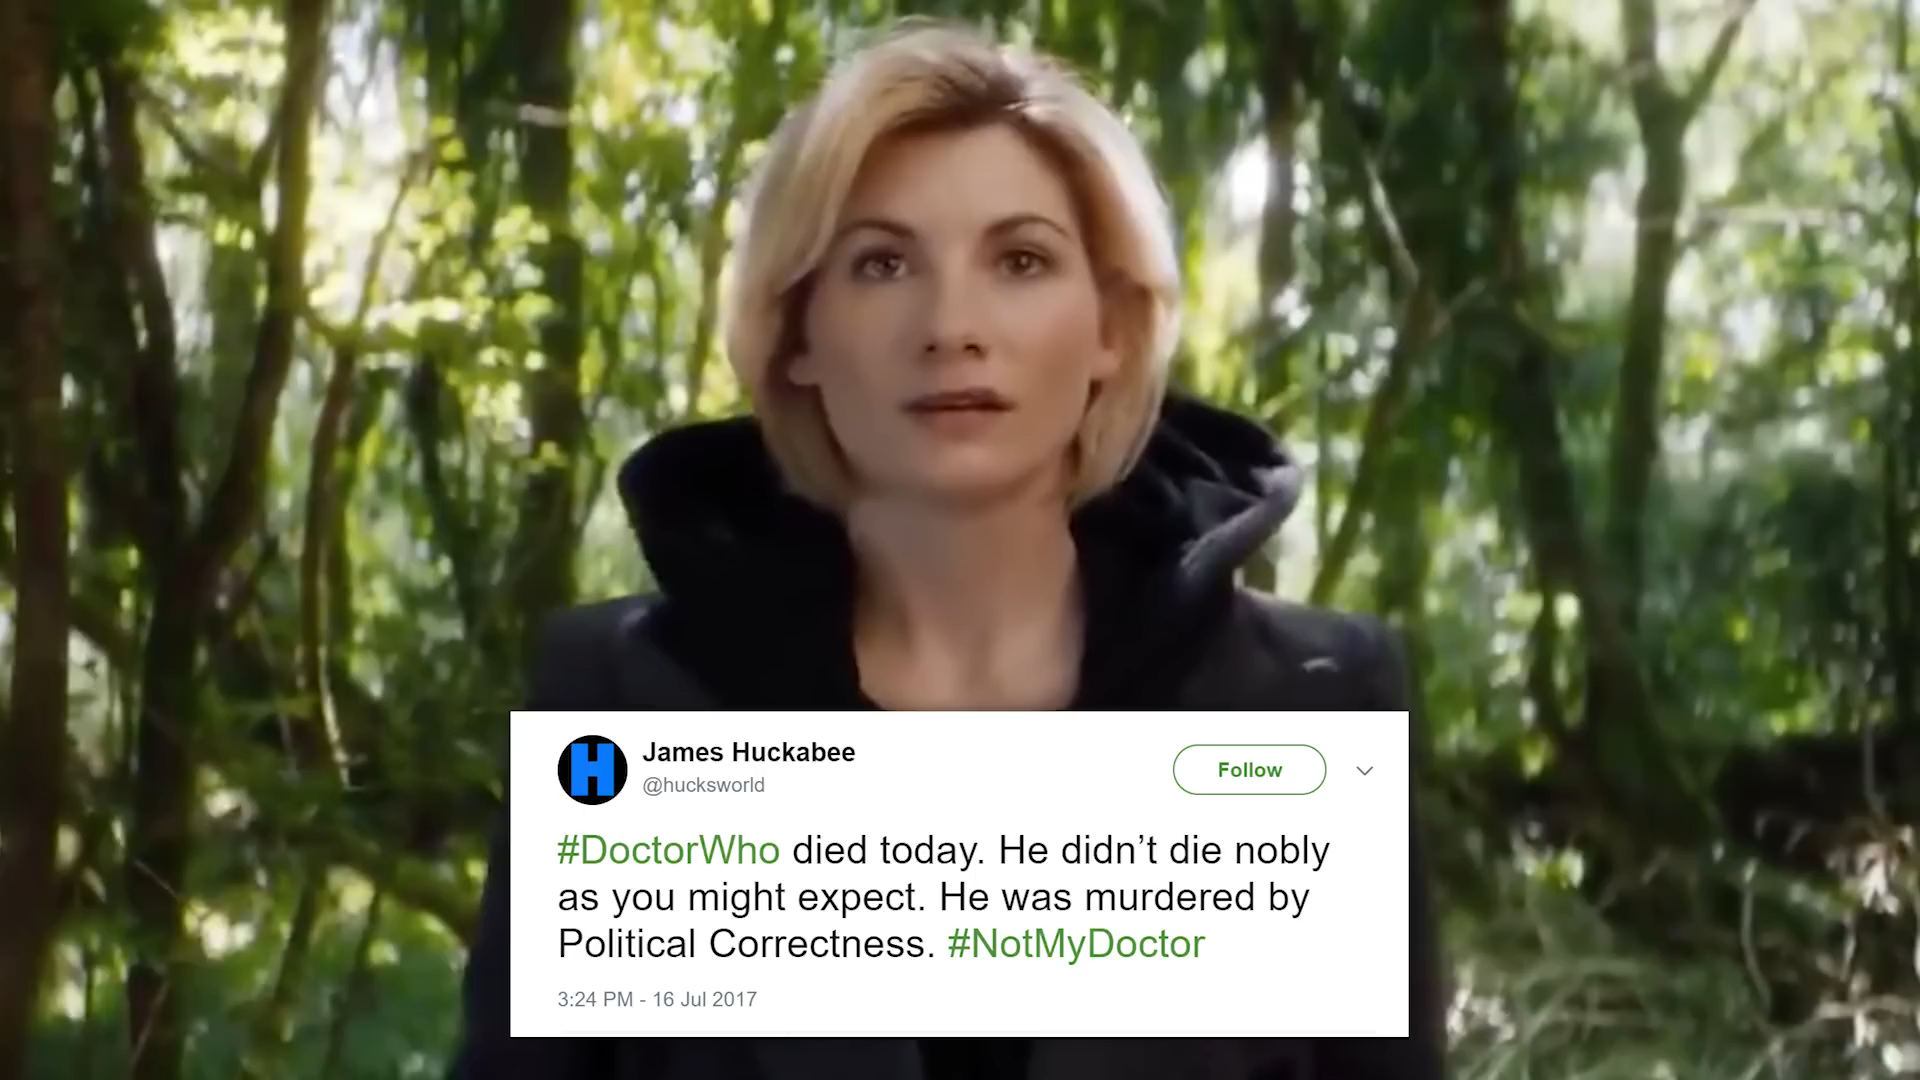 H
James Huckabee
@hucksworld
Follow
#DoctorWho died today. He didn’t die nobly
as you might expect. He was murdered by
Political Correctness. #NotMyDoctor
3:24 PM - 16 Jul 2017